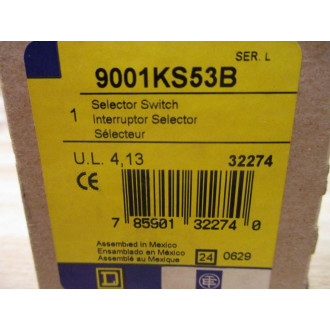 SER. L
9001KS53B
1
Selector Switch
Interruptor Selector
Sélecteur
U.L. 4,13
32274
CE
7 85901 32274 0
Assembled in Mexico
Ensamblado en México
Assemblé au Mexique
24 0629
D